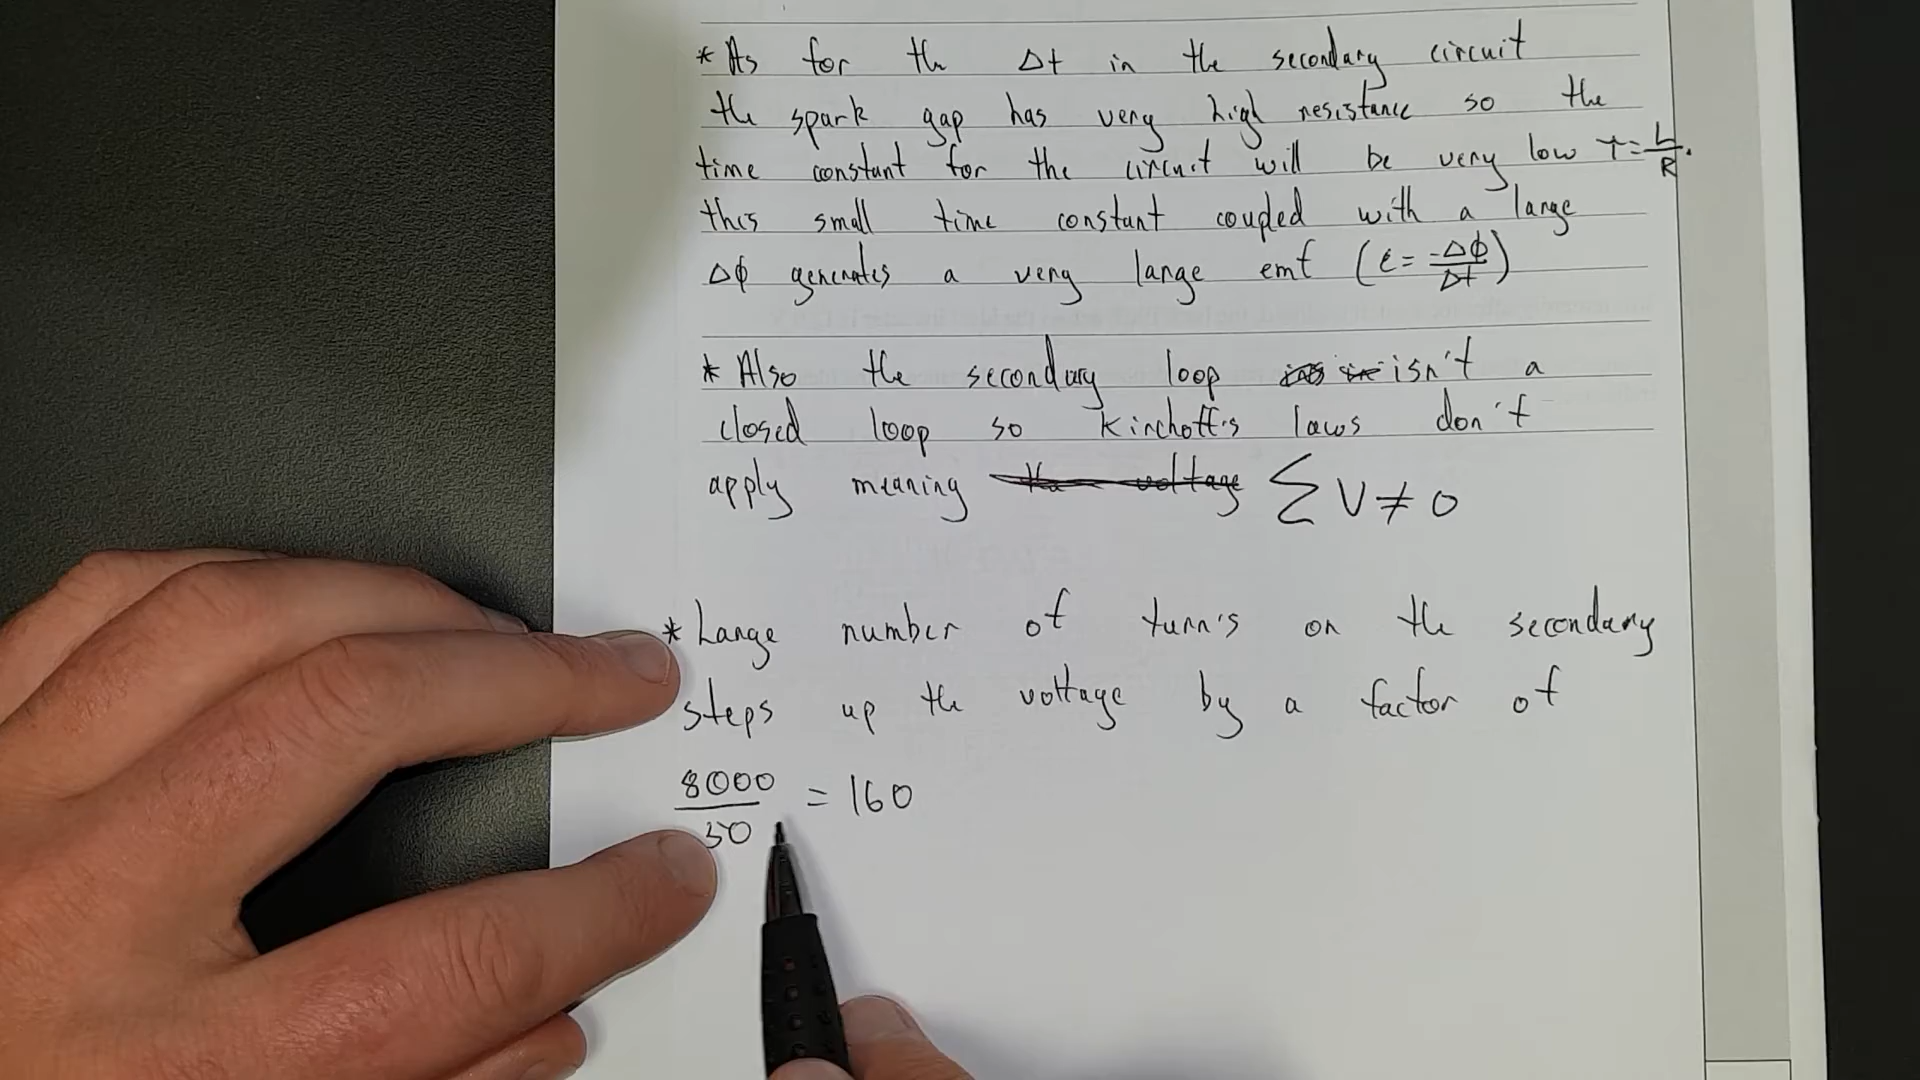 * As for the Δt in the secondary circuit
the spark gap has very high resistance so the
time constant for the circuit will be very low τ = L/R.
this small time constant coupled with a large
Δϕ generates a very large emf (ε = -Δϕ/Δt)
* Also the secondary loop isn't a
closed loop so Kirchoff's laws don't
apply meaning the voltage ∑ V ≠ 0
* Large number of turn's on the secondary
steps up the voltage by a factor of
8000/50 = 160